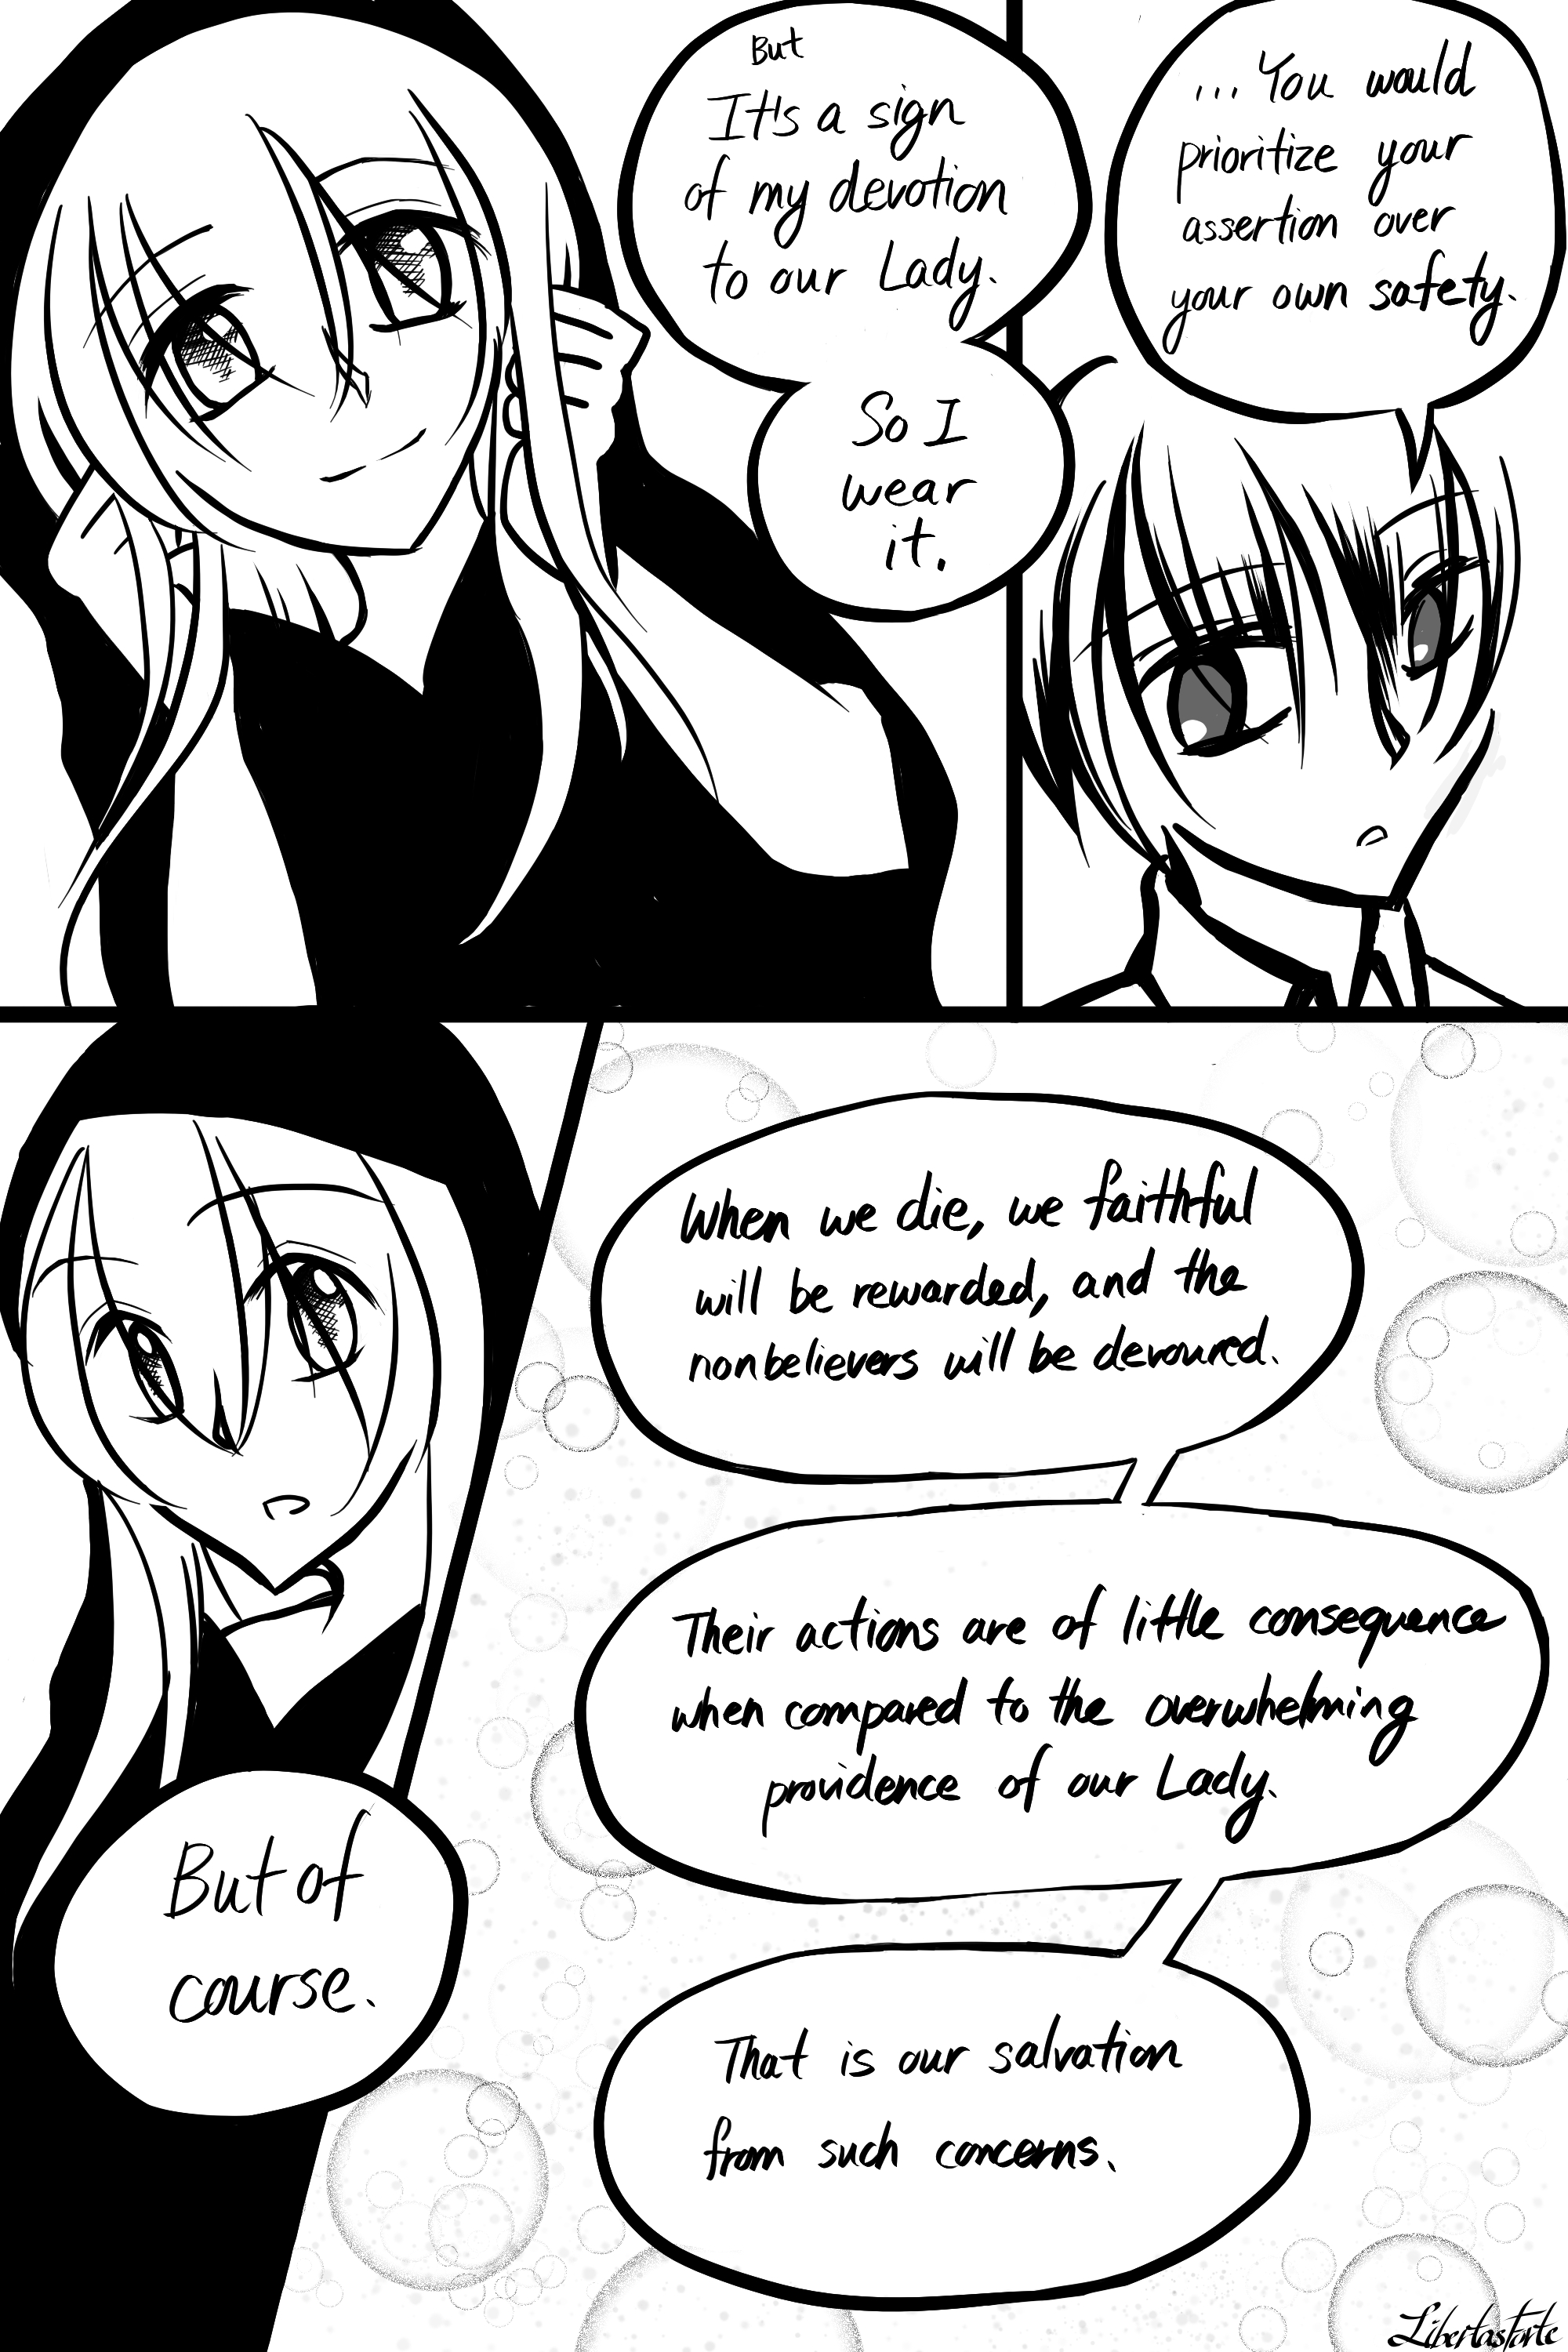 But
It's a sign
of my devotion
to our Lady.
So I
wear
it.
... You would
prioritize your
assertion over
your own safety.
But of
course.
When we die, we faithful
will be rewarded, and the
nonbelievers will be devoured.
Their actions are of little consequence
when compared to the overwhelming
providence of our Lady.
That is our salvation
from such concerns.
LibertasForte